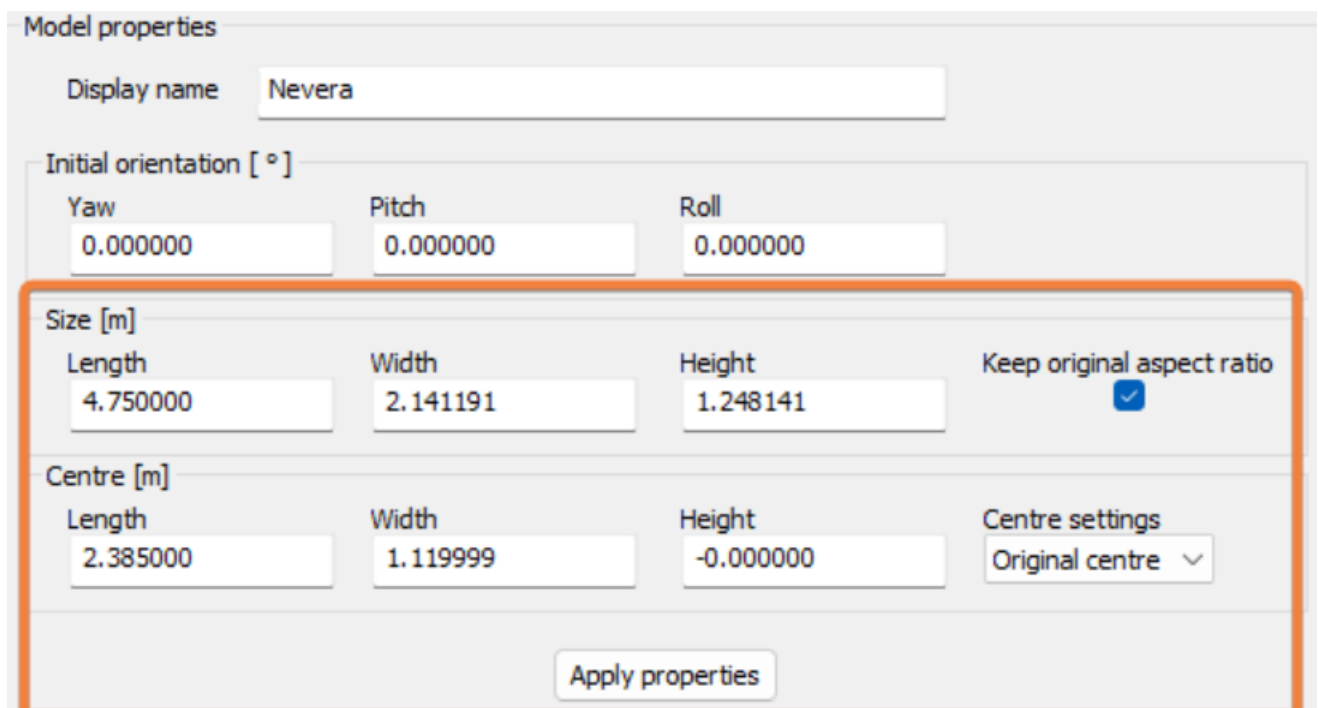 Model properties
Display name Nevera
Initial orientation [ ° ]
Yaw Pitch Roll
0.000000 0.000000 0.000000
Size [m]
Length Width Height Keep original aspect ratio
4.750000 2.141191 1.248141
Centre [m]
Length Width Height Centre settings
2.385000 1.119999 -0.000000 Original centre
Apply properties